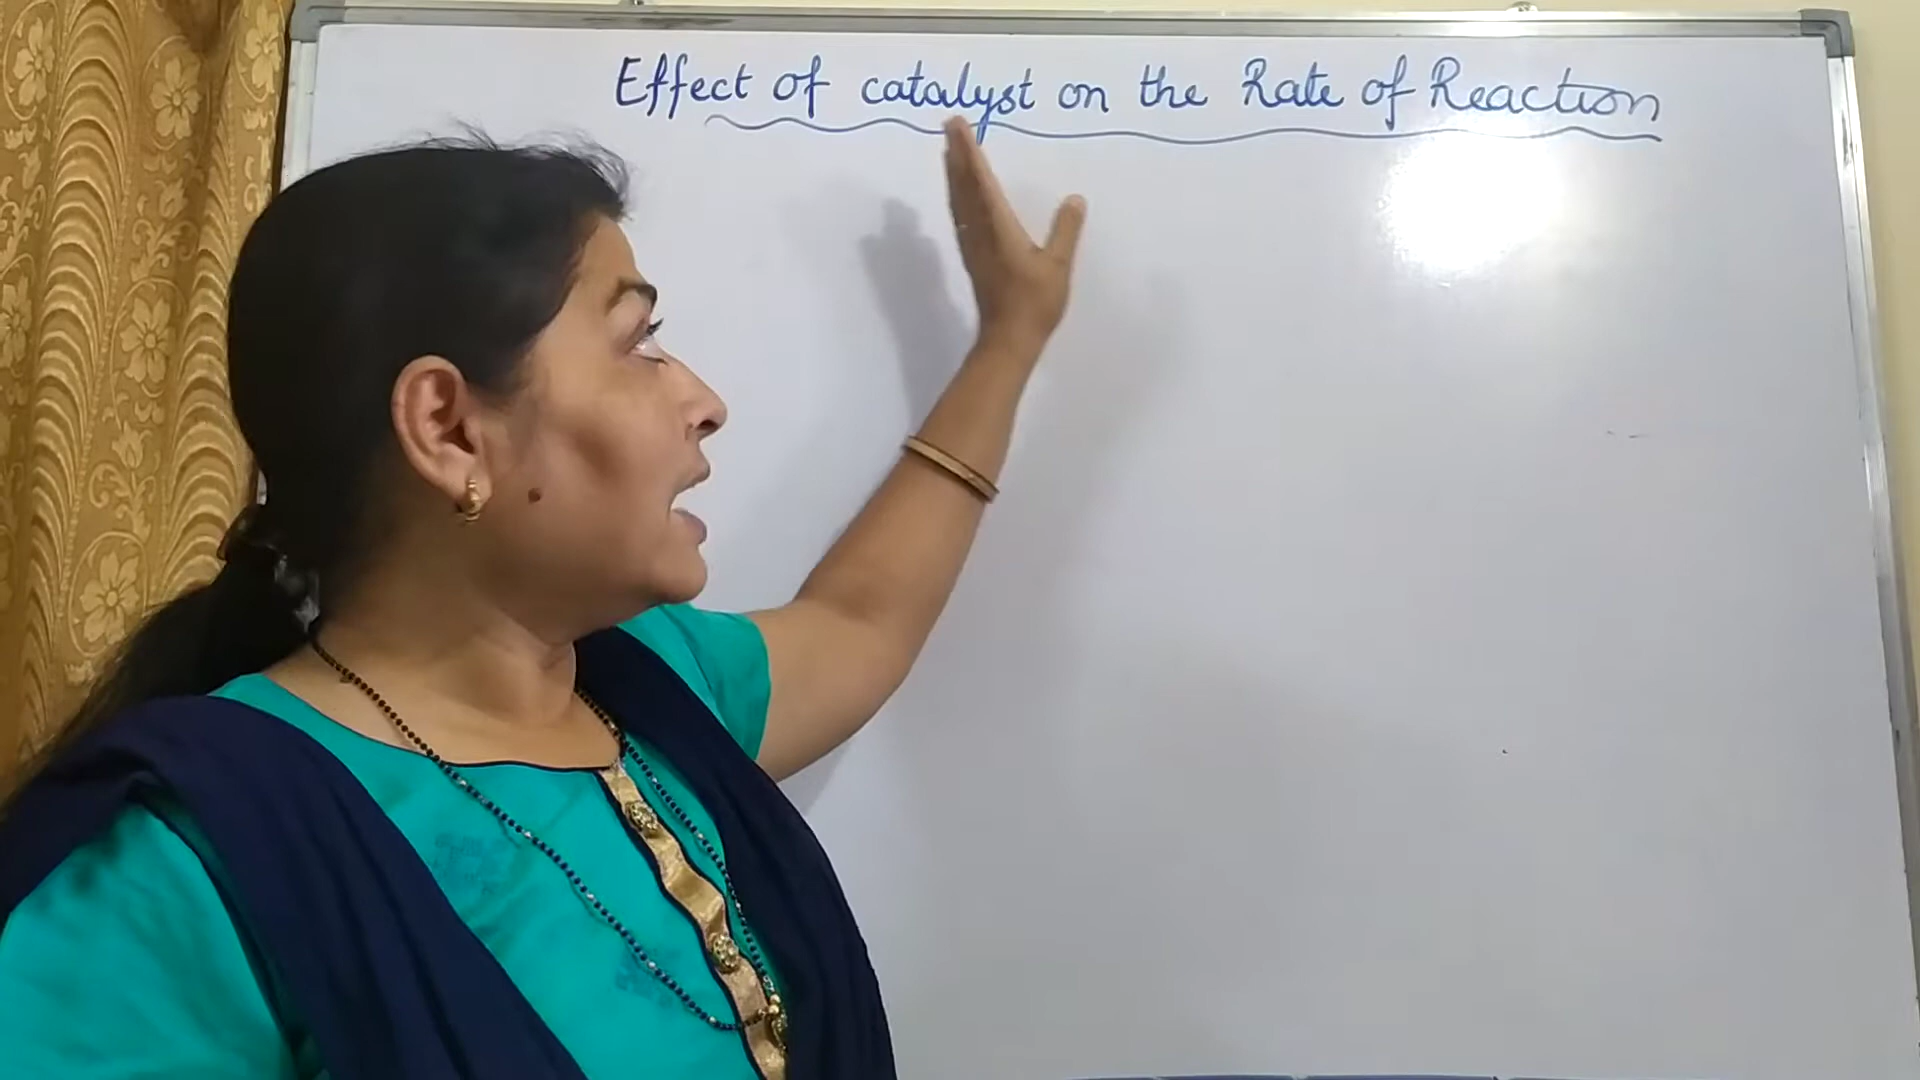 Effect of catalyst on the Rate of Reaction